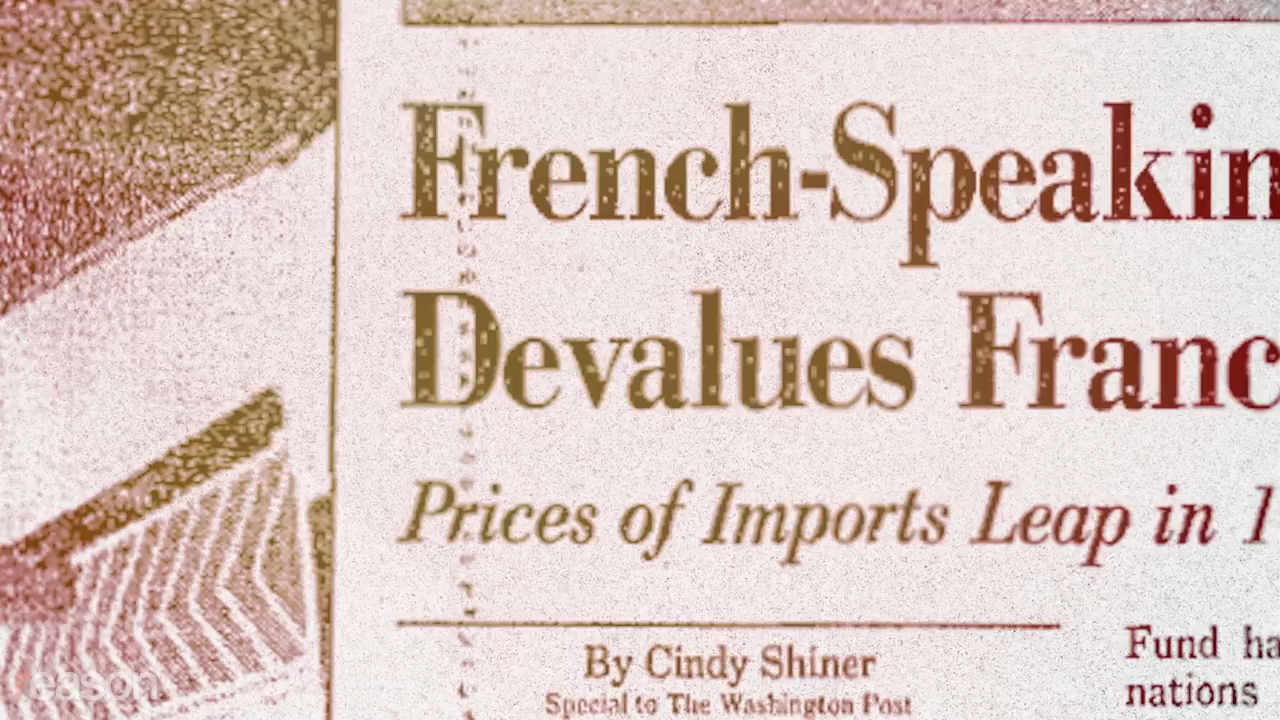 French-Speakin
Devalues Franc
Prices of Imports Leap in 1
By Cindy Shiner
Special to The Washington Post
Fund ha
nations
reason